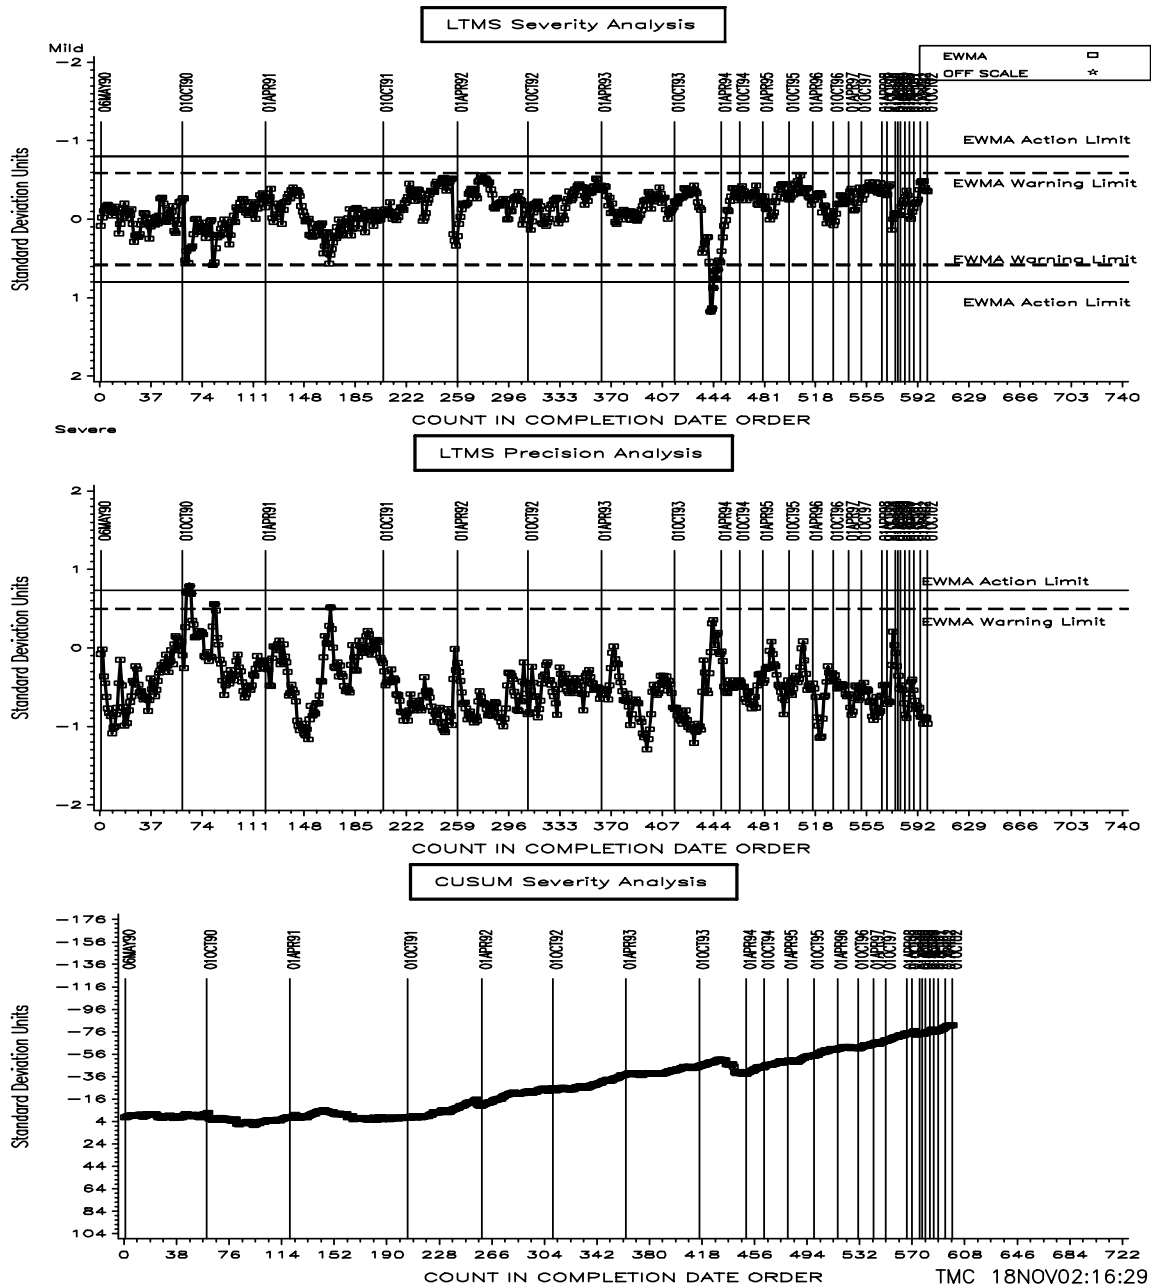 LTMS Severity Analysis
Mild
EWMA
OFF SCALE
-2
-1
0
1
2
Standard Deviation Units
06MAY90 01OCT90 01APR91 01OCT91 01APR92 01OCT92 01APR93 01OCT93 01APR94 01OCT94 01APR95 01OCT95 01APR96 01OCT96 01APR97 01OCT97 01OCT02
EWMA Action Limit
EWMA Warning Limit
EWMA Warning Limit
EWMA Action Limit
0 37 74 111 148 185 222 259 296 333 370 407 444 481 518 555 592 629 666 703 740
COUNT IN COMPLETION DATE ORDER
Severe
LTMS Precision Analysis
2
1
0
-1
-2
Standard Deviation Units
06MAY90 01OCT90 01APR91 01OCT91 01APR92 01OCT92 01APR93 01OCT93 01APR94 01OCT94 01APR95 01OCT95 01APR96 01OCT96 01APR97 01OCT97 01OCT02
EWMA Action Limit
EWMA Warning Limit
0 37 74 111 148 185 222 259 296 333 370 407 444 481 518 555 592 629 666 703 740
COUNT IN COMPLETION DATE ORDER
CUSUM Severity Analysis
-176
-156
-136
-116
-96
-76
-56
-36
-16
4
24
44
64
84
104
Standard Deviation Units
06MAY90 01OCT90 01APR91 01OCT91 01APR92 01OCT92 01APR93 01OCT93 01APR94 01OCT94 01APR95 01OCT95 01APR96 01OCT96 01APR97 01OCT97 01OCT02
0 38 76 114 152 190 228 266 304 342 380 418 456 494 532 570 608 646 684 722
COUNT IN COMPLETION DATE ORDER
TMC 18NOV02:16:29